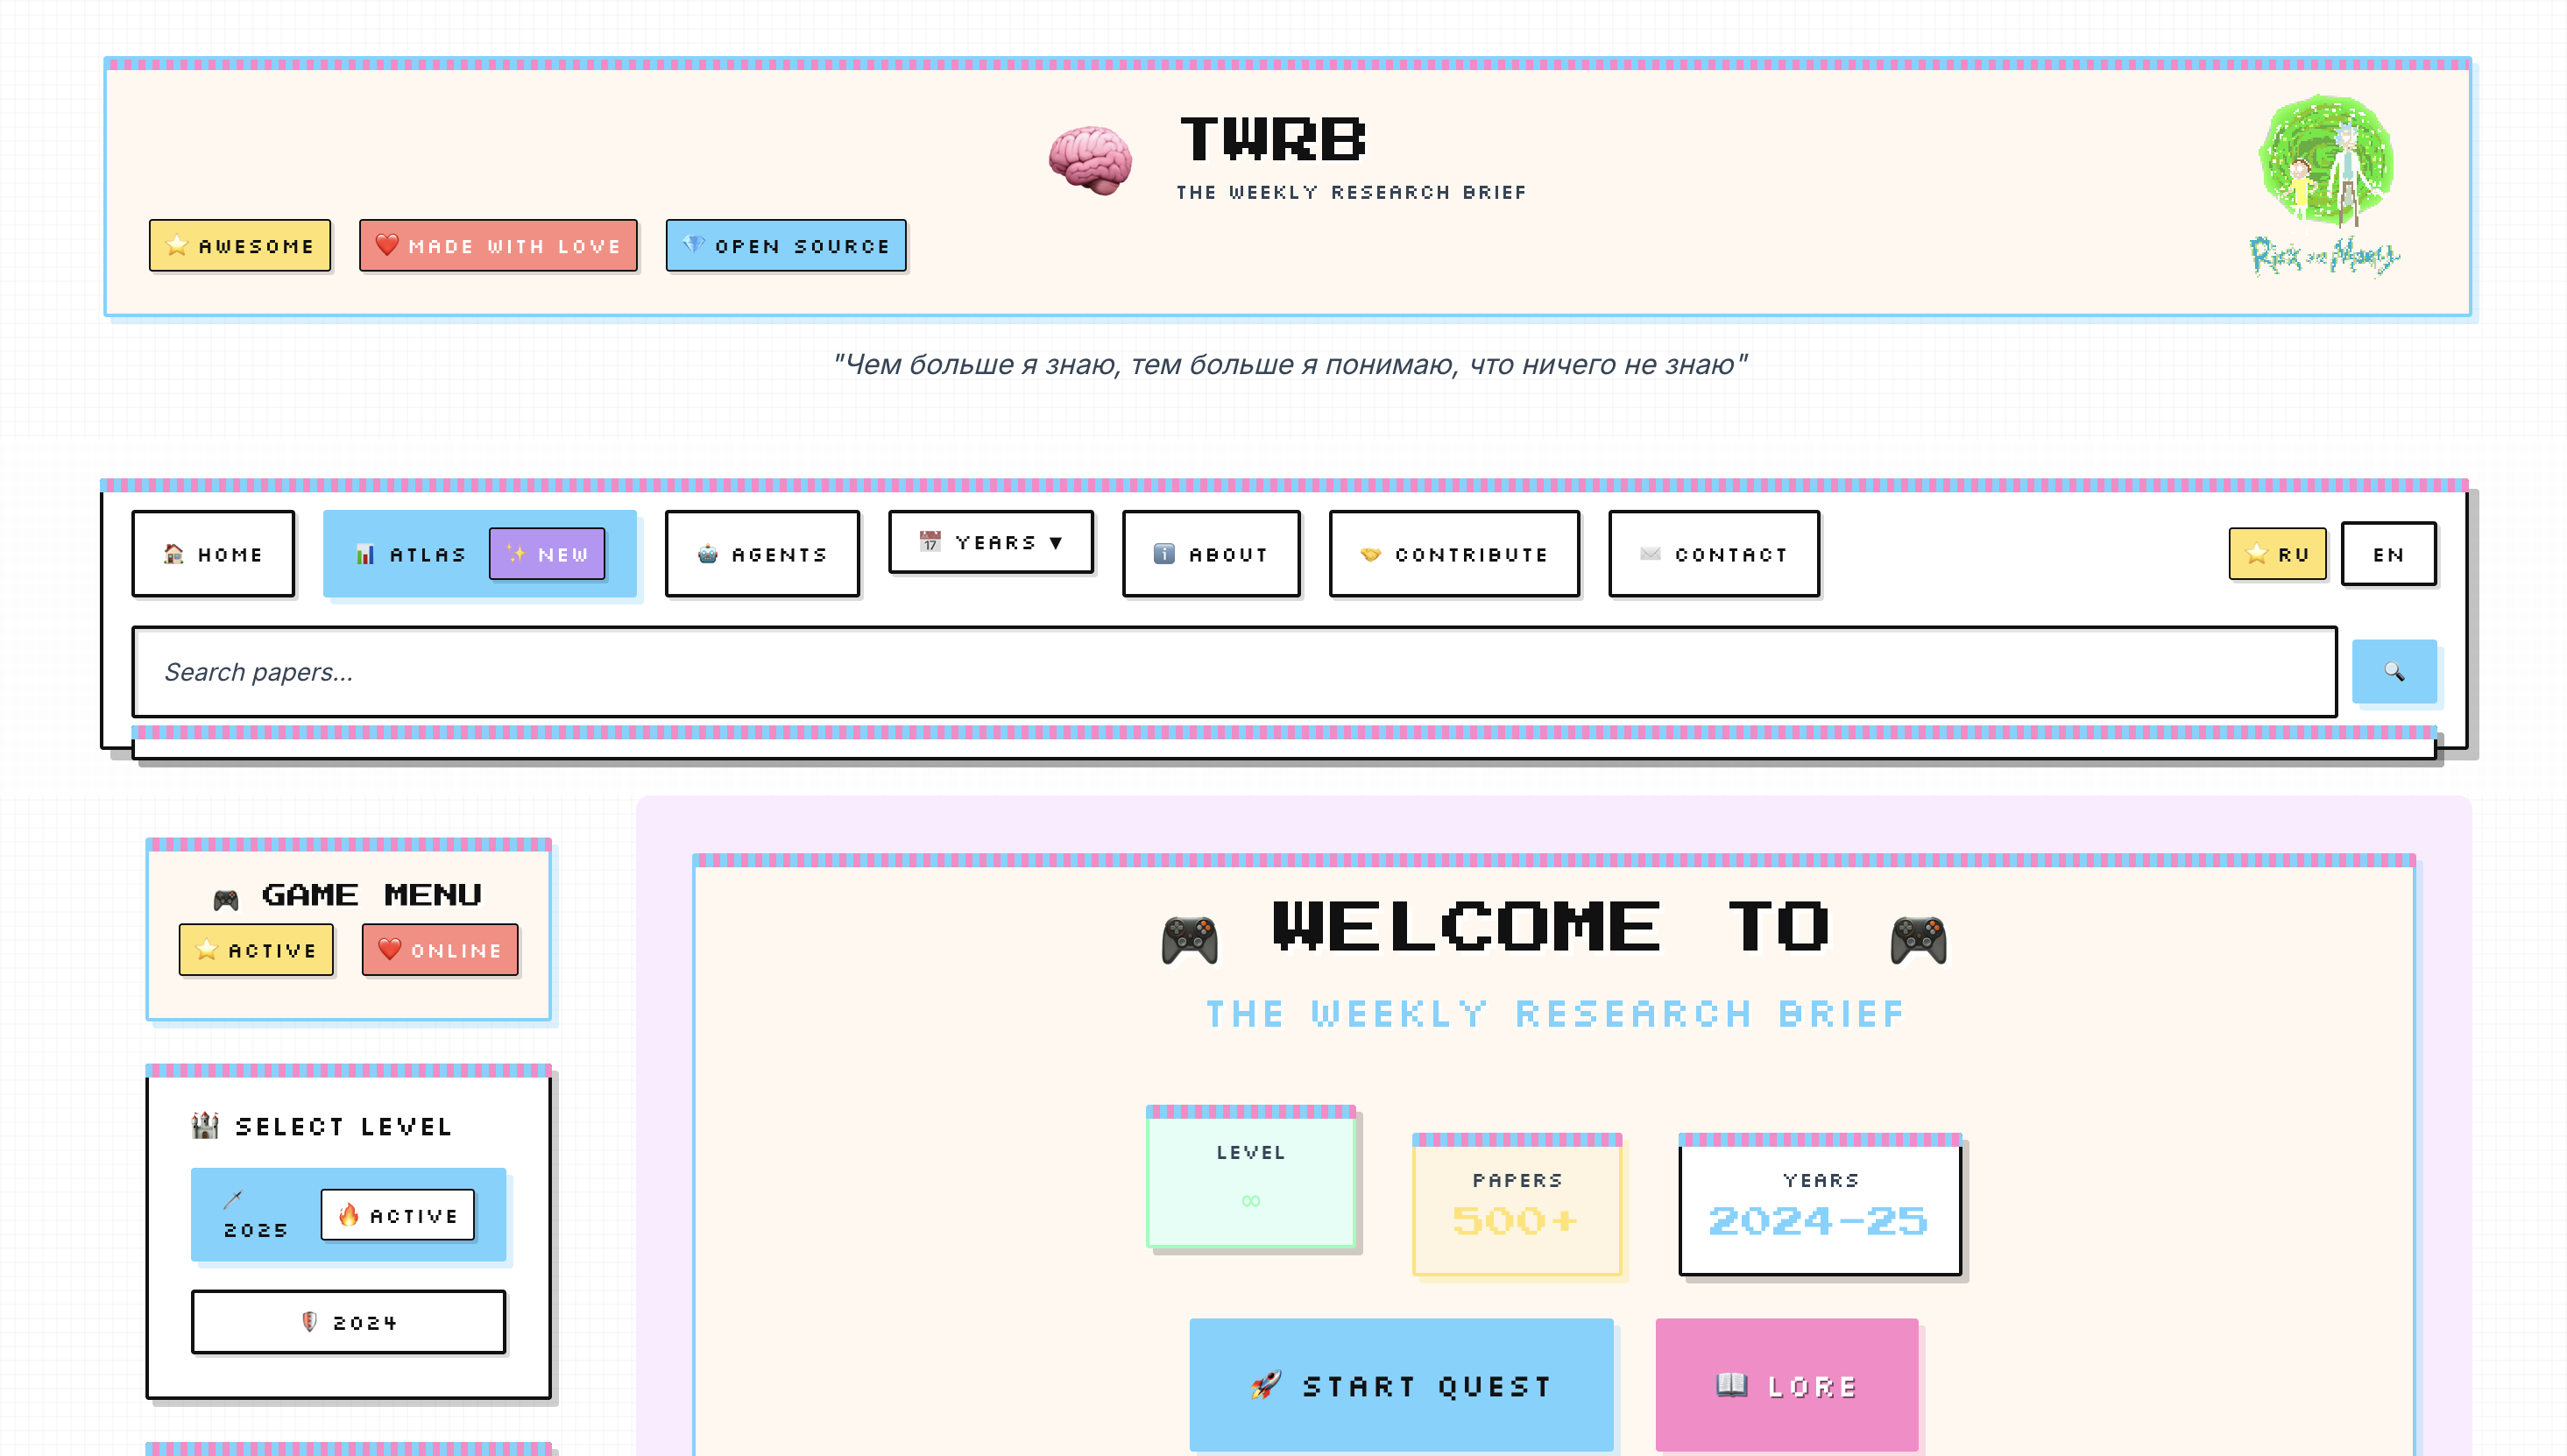 TWRB
THE WEEKLY RESEARCH BRIEF
AWESOME
MADE WITH LOVE
OPEN SOURCE
Rick and Morty
"Чем больше я знаю, тем больше я понимаю, что ничего не знаю"
HOME
ATLAS
NEW
AGENTS
17
YEARS ▼
ABOUT
CONTRIBUTE
CONTACT
RU
EN
Search papers...
GAME MENU
ACTIVE
ONLINE
SELECT LEVEL
2025
ACTIVE
2024
WELCOME TO
THE WEEKLY RESEARCH BRIEF
LEVEL
∞
PAPERS
500+
YEARS
2024-25
START QUEST
LORE